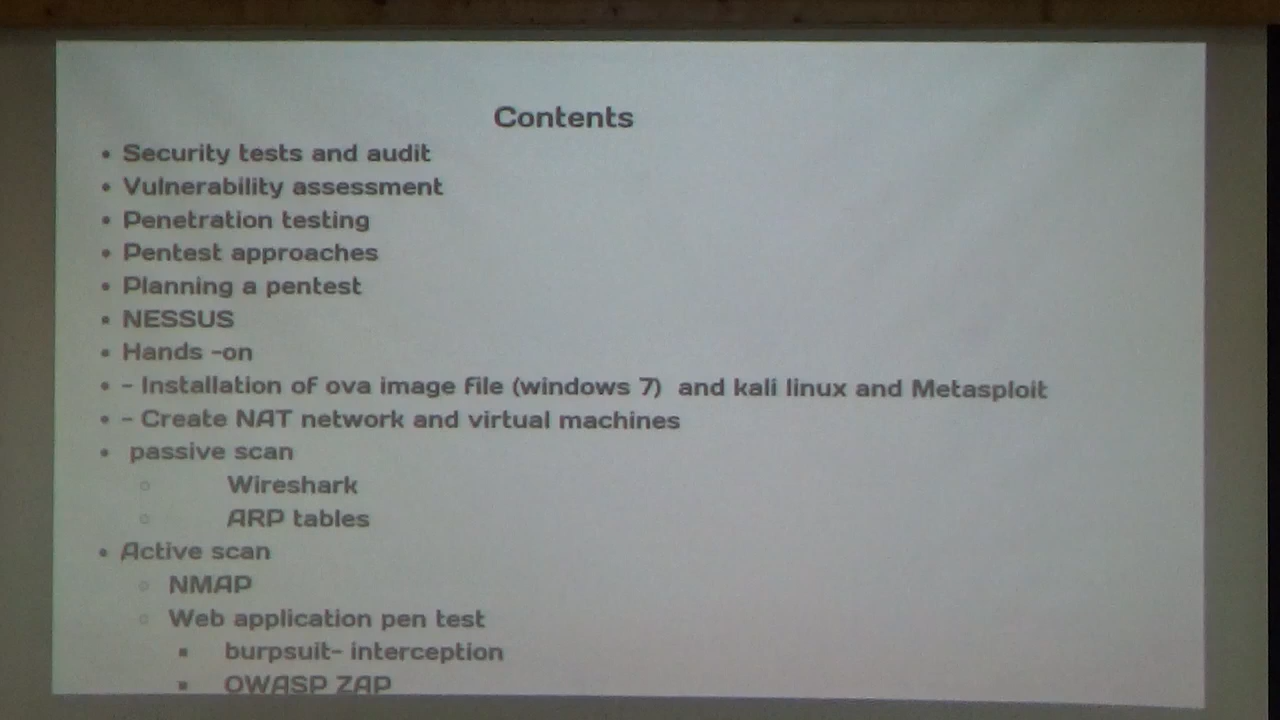 Contents
• Security tests and audit
• Vulnerability assessment
• Penetration testing
• Pentest approaches
• Planning a pentest
• NESSUS
• Hands -on
• - Installation of ova image file (windows 7) and kali linux and Metasploit
• - Create NAT network and virtual machines
• passive scan
○ Wireshark
○ ARP tables
• Active scan
○ NMAP
○ Web application pen test
▪ burpsuit- interception
▪ OWASP ZAP